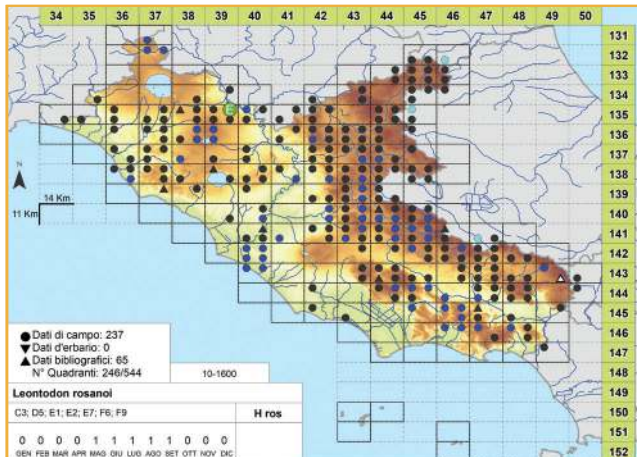 34 35 36 37 38 39 40 41 42 43 44 45 46 47 48 49 50
131
132
133
134
135
136
137
138
139
140
141
142
143
144
145
146
147
148
149
150
151
152
N
14 Km
11 Km
E
Dati di campo: 237
Dati d'erbario: 0
Dati bibliografici: 65
N° Quadranti: 246/544
10-1600
Leontodon rosanoi
C3; D5; E1; E2; E7; F6; F9
H ros
0 0 0 0 1 1 1 1 1 0 0 0
GEN FEB MAR APR MAG GIU LUG AGO SET OTT NOV DIC